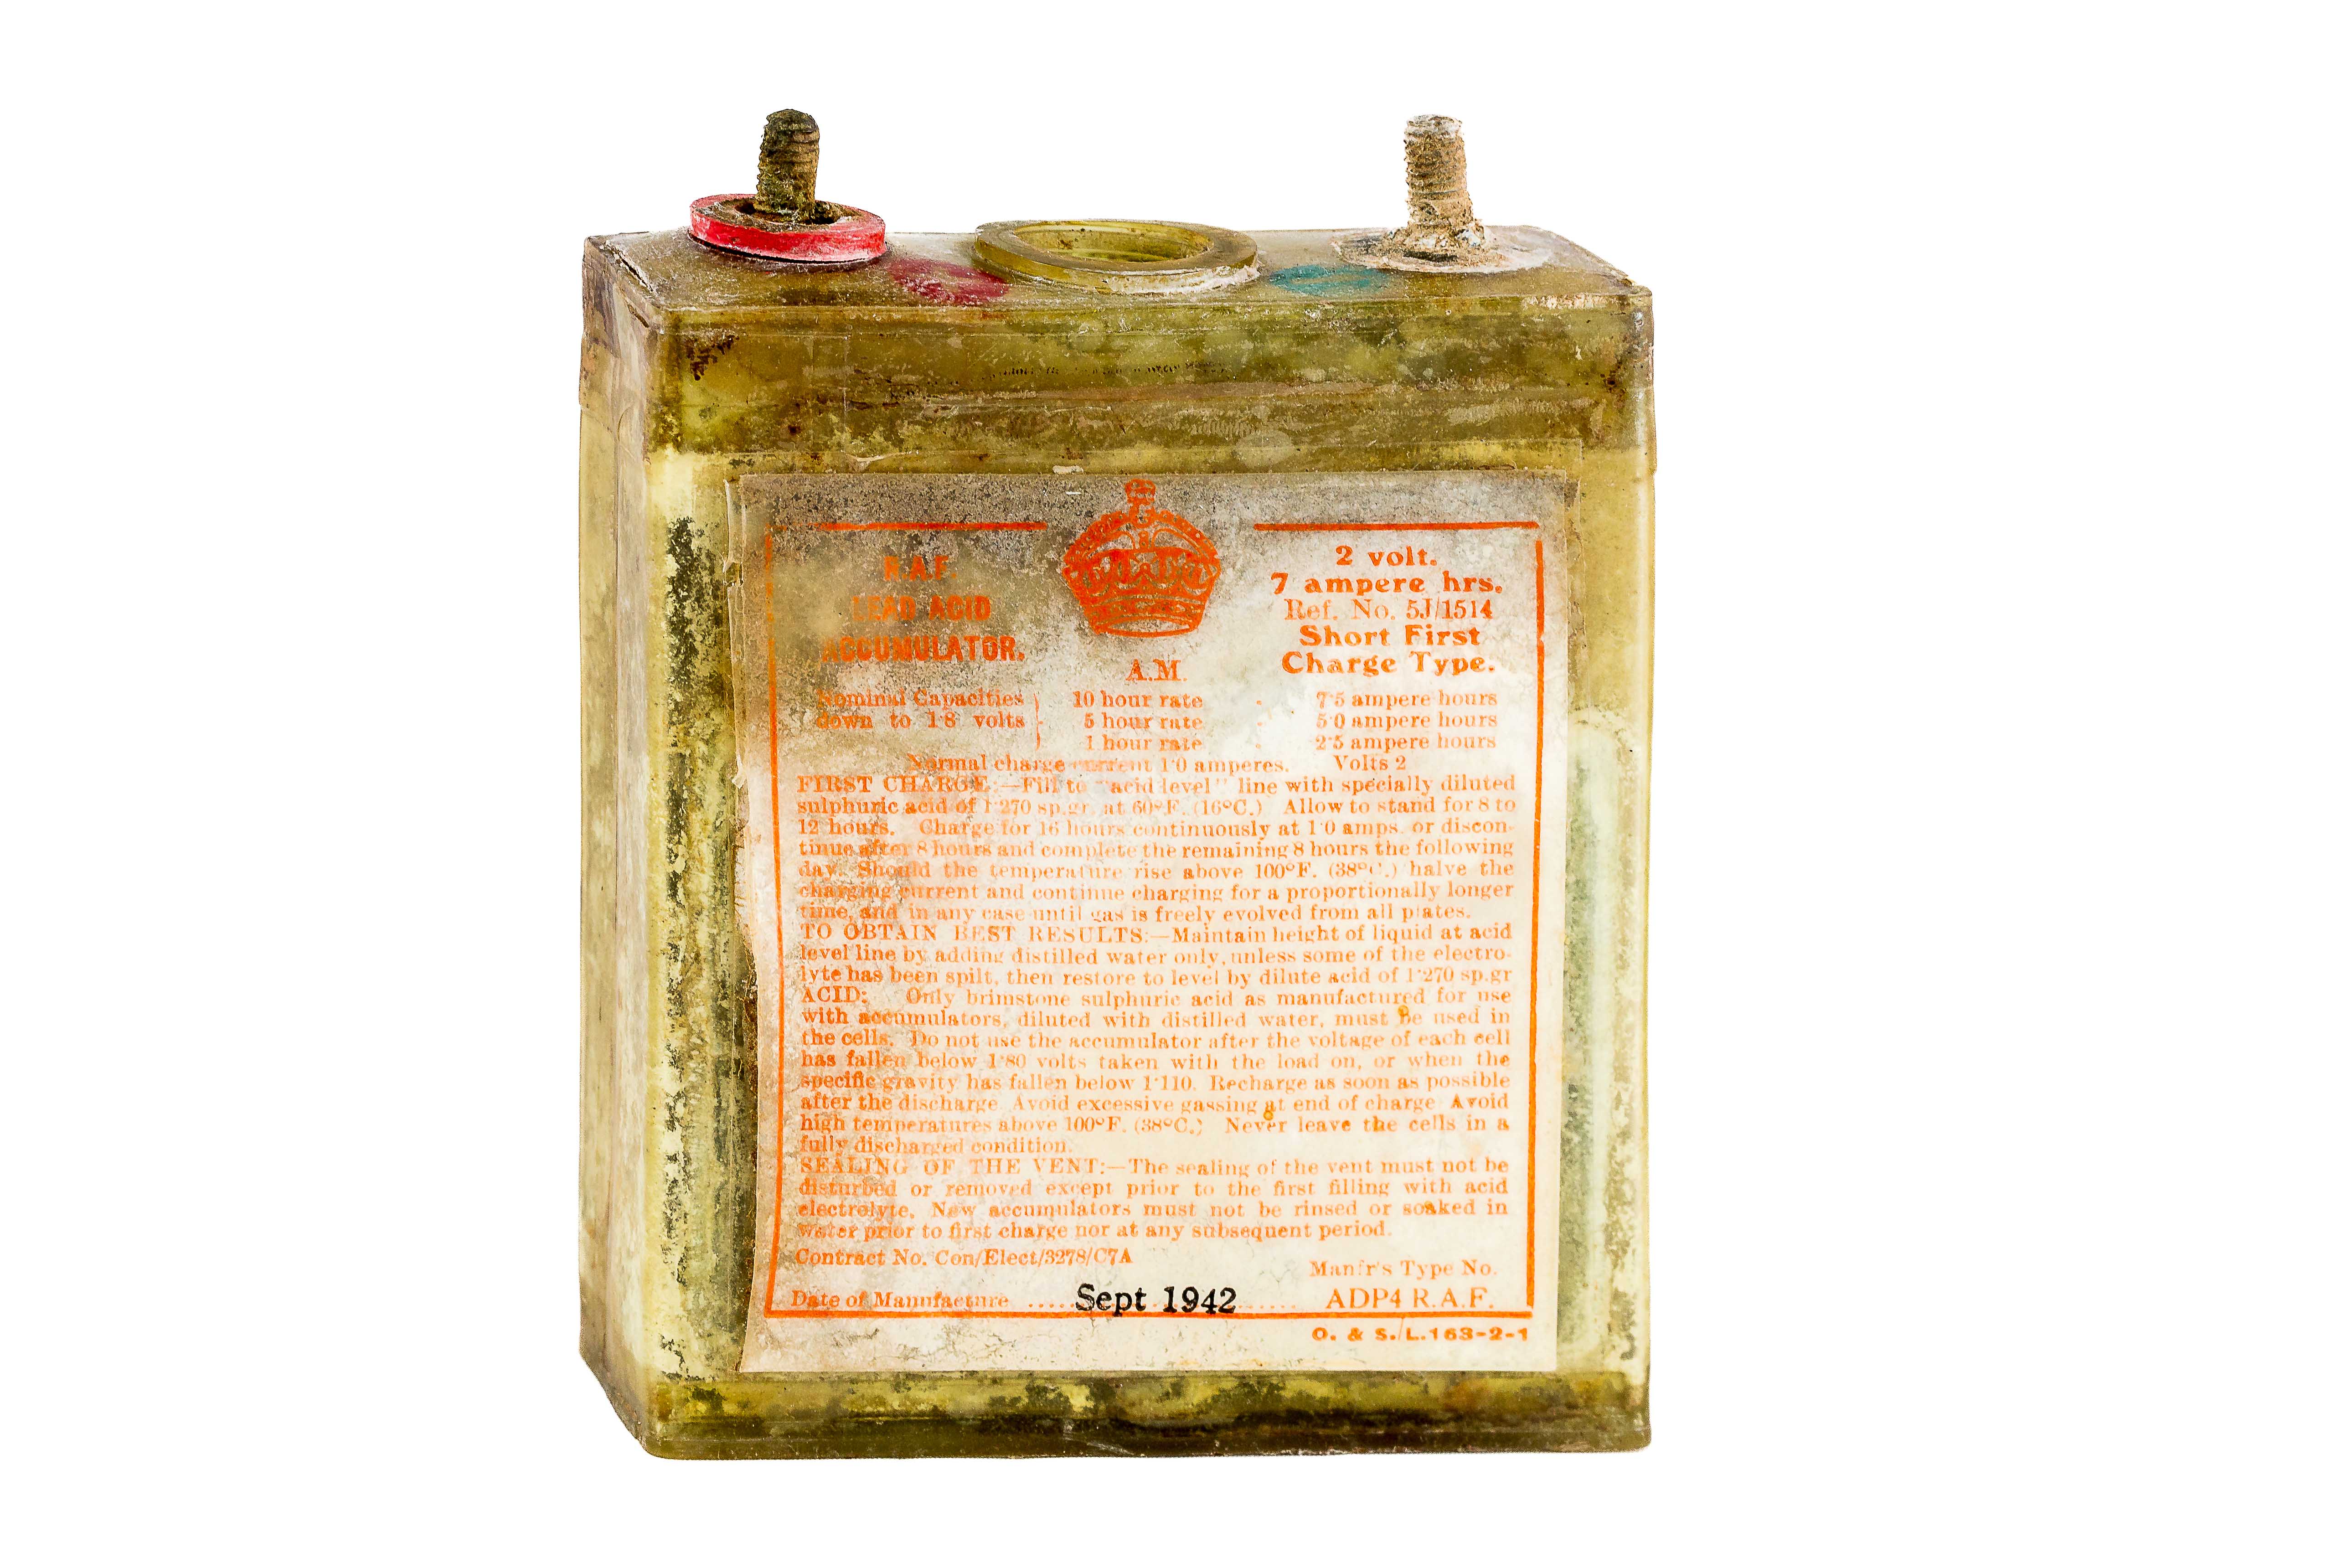 R.A.F.
LEAD ACID
ACCUMULATOR.
A.M.
2 volt.
7 ampere hrs.
Ref. No. 5J/1514
Short First
Charge Type.
Nominal Capacities 10 hour rate - 7·5 ampere hours
down to 1·8 volts 5 hour rate - 5·0 ampere hours
1 hour rate - 2·5 ampere hours
Normal charge current 1·0 amperes. Volts 2
FIRST CHARGE:—Fill to "acid level" line with specially diluted
sulphuric acid of 1·270 sp.gr. at 60°F. (16°C.) Allow to stand for 8 to
12 hours. Charge for 16 hours continuously at 1·0 amps. or discon-
tinue after 8 hours and complete the remaining 8 hours the following
day. Should the temperature rise above 100°F. (38°C.) halve the
charging current and continue charging for a proportionally longer
time, and in any case until gas is freely evolved from all plates.
TO OBTAIN BEST RESULTS:—Maintain height of liquid at acid
level line by adding distilled water only, unless some of the electro-
lyte has been spilt, then restore to level by dilute acid of 1·270 sp.gr
ACID: Only brimstone sulphuric acid as manufactured for use
with accumulators, diluted with distilled water, must be used in
the cells. Do not use the accumulator after the voltage of each cell
has fallen below 1·80 volts taken with the load on, or when the
specific gravity has fallen below 1·110. Recharge as soon as possible
after the discharge. Avoid excessive gassing at end of charge. Avoid
high temperatures above 100°F. (38°C.) Never leave the cells in a
fully discharged condition.
SEALING OF THE VENT:—The sealing of the vent must not be
disturbed or removed except prior to the first filling with acid
electrolyte. New accumulators must not be rinsed or soaked in
water prior to first charge nor at any subsequent period.
Contract No. Con/Elect/3278/C7A
Manfr's Type No.
Date of Manufacture ..... Sept 1942 ...... ADP4 R.A.F.
O. & S./L.163-2-1